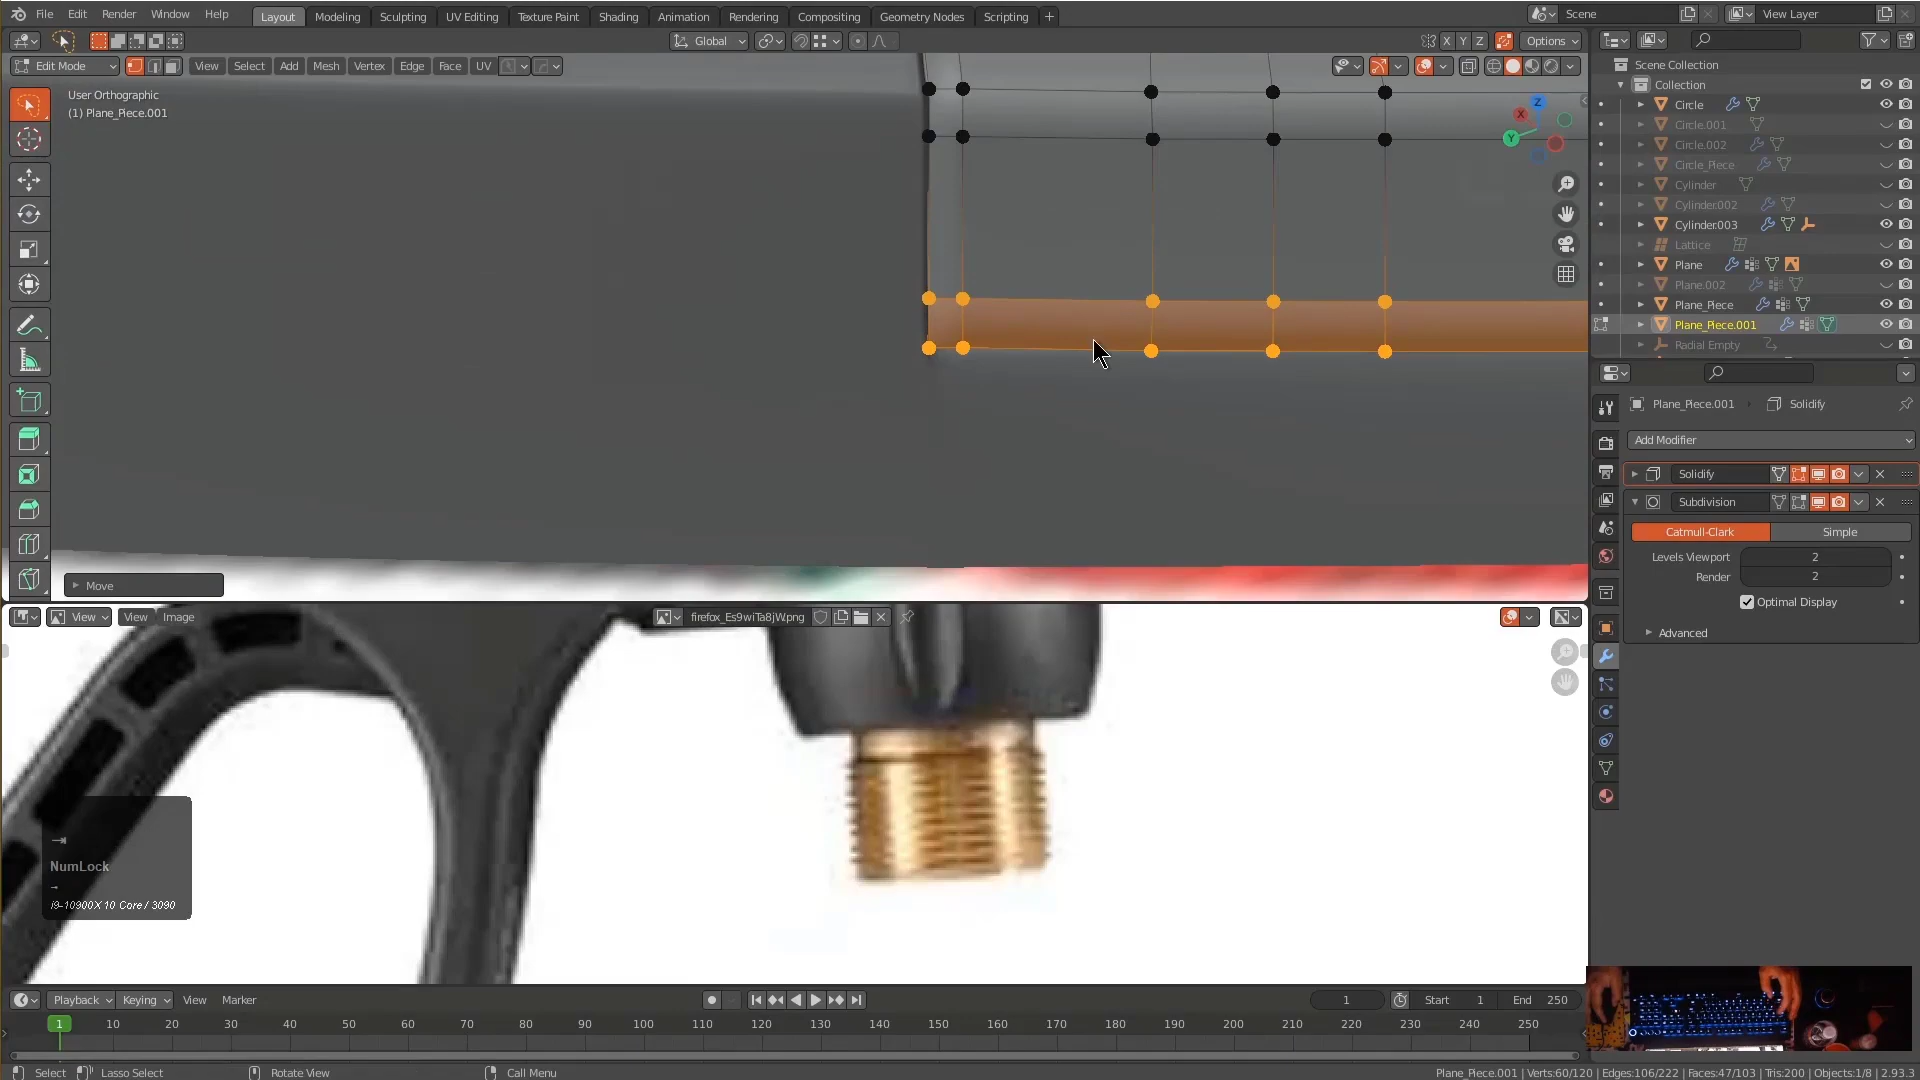 File Edit Render Window Help Layout Modeling Sculpting UV Editing Texture Paint Shading Animation Rendering Compositing Geometry Nodes Scripting + Scene View Layer
Global X Y Z Options
Edit Mode View Select Add Mesh Vertex Edge Face UV
User Orthographic
(1) Plane_Piece.001
Z
X
Y
Move
Scene Collection
Collection
Circle
Circle.001
Circle.002
Circle_Piece
Cylinder
Cylinder.002
Cylinder.003
Lattice
Plane
Plane.002
Plane_Piece
Plane_Piece.001
Radial Empty
Plane_Piece.001 Solidify
Add Modifier
Solidify
Subdivision
Catmull-Clark Simple
Levels Viewport 2
Render 2
Optimal Display
Advanced
View View Image firefox_Es9wiTa8jW.png
NumLock
i9-10900X 10 Core / 3090
Playback Keying View Marker 1 Start 1 End 250
1 10 20 30 40 50 60 70 80 90 100 110 120 130 140 150 160 170 180 190 200 210 220 230 240 250
Select Lasso Select Rotate View Call Menu Plane_Piece.001 | Verts:60/120 | Edges:106/222 | Faces:47/103 | Tris:200 | Objects:1/8 | 2.93.3